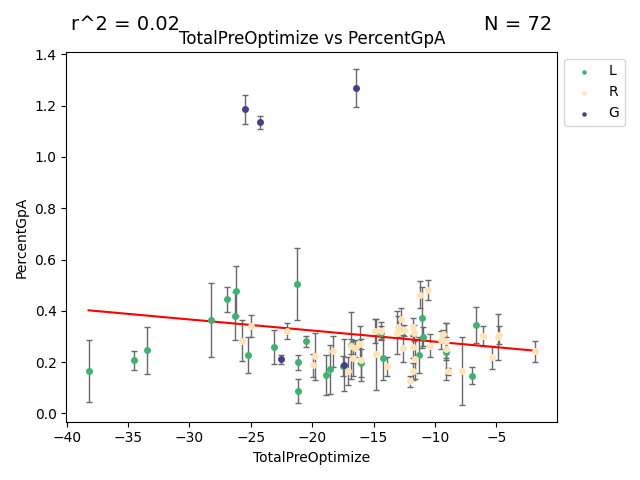 r^2 = 0.02
N = 72
TotalPreOptimize vs PercentGpA
1.4
1.2
1.0
0.8
0.6
0.4
0.2
0.0
PercentGpA
−40
−35
−30
−25
−20
−15
−10
−5
TotalPreOptimize
L
R
G